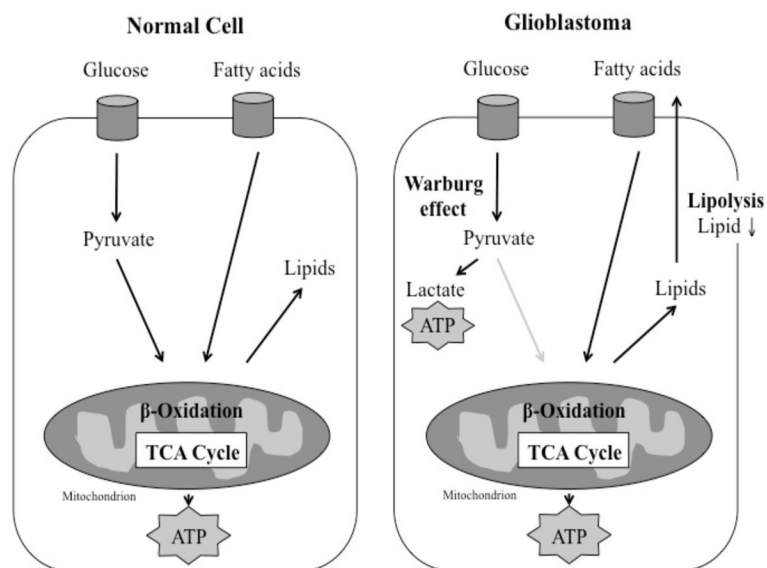 Normal Cell
Glucose
Fatty acids
Pyruvate
Lipids
β-Oxidation
TCA Cycle
Mitochondrion
ATP
Glioblastoma
Glucose
Fatty acids
Warburg
effect
Lipolysis
Lipid ↓
Pyruvate
Lactate
ATP
Lipids
β-Oxidation
TCA Cycle
Mitochondrion
ATP